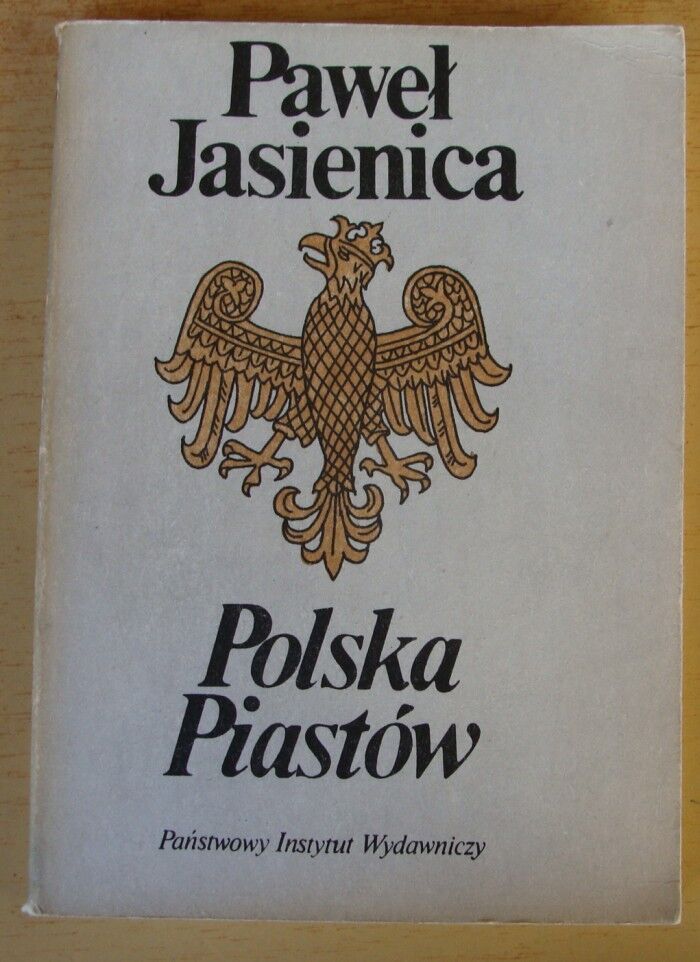 Paweł
Jasienica
Polska
Piastów
Państwowy Instytut Wydawniczy